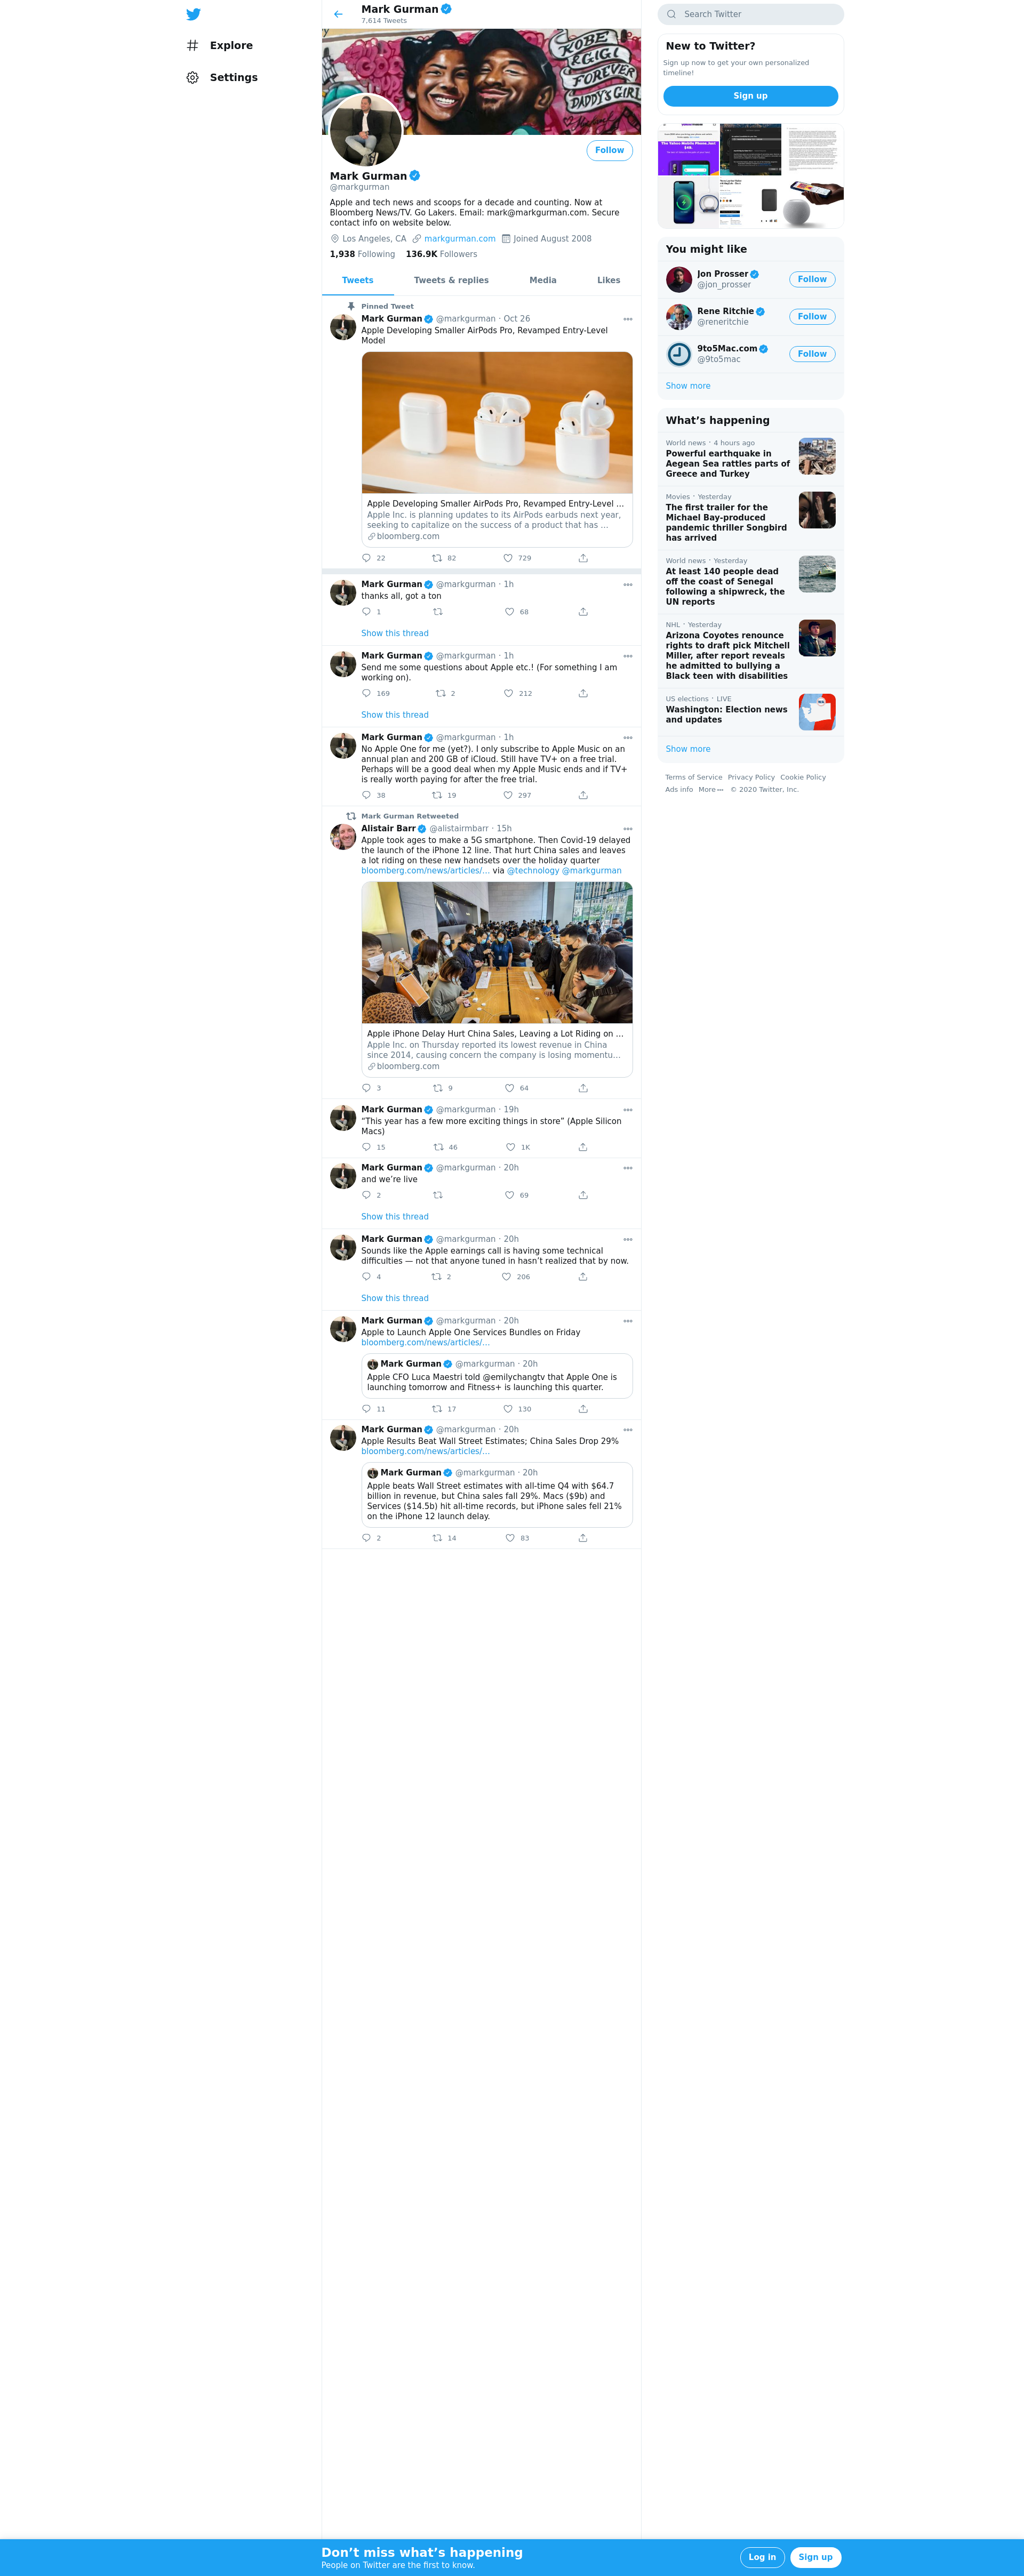 Explore
Settings
Mark Gurman
7,614 Tweets
KOBE
& GIGI
FOREVER
DADDY'S GIRL
Follow
Mark Gurman
@markgurman
Apple and tech news and scoops for a decade and counting. Now at
Bloomberg News/TV. Go Lakers. Email: mark@markgurman.com. Secure
contact info on website below.
Los Angeles, CA markgurman.com Joined August 2008
1,938 Following 136.9K Followers
Tweets Tweets & replies Media Likes
Pinned Tweet
Mark Gurman @markgurman · Oct 26
Apple Developing Smaller AirPods Pro, Revamped Entry-Level
Model
Apple Developing Smaller AirPods Pro, Revamped Entry-Level ...
Apple Inc. is planning updates to its AirPods earbuds next year,
seeking to capitalize on the success of a product that has ...
bloomberg.com
22 82 729
Mark Gurman @markgurman · 1h
thanks all, got a ton
1 68
Show this thread
Mark Gurman @markgurman · 1h
Send me some questions about Apple etc.! (For something I am
working on).
169 2 212
Show this thread
Mark Gurman @markgurman · 1h
No Apple One for me (yet?). I only subscribe to Apple Music on an
annual plan and 200 GB of iCloud. Still have TV+ on a free trial.
Perhaps will be a good deal when my Apple Music ends and if TV+
is really worth paying for after the free trial.
38 19 297
Mark Gurman Retweeted
Alistair Barr @alistairmbarr · 15h
Apple took ages to make a 5G smartphone. Then Covid-19 delayed
the launch of the iPhone 12 line. That hurt China sales and leaves
a lot riding on these new handsets over the holiday quarter
bloomberg.com/news/articles/... via @technology @markgurman
Apple iPhone Delay Hurt China Sales, Leaving a Lot Riding on ...
Apple Inc. on Thursday reported its lowest revenue in China
since 2014, causing concern the company is losing momentu...
bloomberg.com
3 9 64
Mark Gurman @markgurman · 19h
“This year has a few more exciting things in store” (Apple Silicon
Macs)
15 46 1K
Mark Gurman @markgurman · 20h
and we’re live
2 69
Show this thread
Mark Gurman @markgurman · 20h
Sounds like the Apple earnings call is having some technical
difficulties — not that anyone tuned in hasn’t realized that by now.
4 2 206
Show this thread
Mark Gurman @markgurman · 20h
Apple to Launch Apple One Services Bundles on Friday
bloomberg.com/news/articles/...
Mark Gurman @markgurman · 20h
Apple CFO Luca Maestri told @emilychangtv that Apple One is
launching tomorrow and Fitness+ is launching this quarter.
11 17 130
Mark Gurman @markgurman · 20h
Apple Results Beat Wall Street Estimates; China Sales Drop 29%
bloomberg.com/news/articles/...
Mark Gurman @markgurman · 20h
Apple beats Wall Street estimates with all-time Q4 with $64.7
billion in revenue, but China sales fall 29%. Macs ($9b) and
Services ($14.5b) hit all-time records, but iPhone sales fell 21%
on the iPhone 12 launch delay.
2 14 83
Search Twitter
New to Twitter?
Sign up now to get your own personalized
timeline!
Sign up
You might like
Jon Prosser
@jon_prosser
Follow
Rene Ritchie
@reneritchie
Follow
9to5Mac.com
@9to5mac
Follow
Show more
What’s happening
World news · 4 hours ago
Powerful earthquake in
Aegean Sea rattles parts of
Greece and Turkey
Movies · Yesterday
The first trailer for the
Michael Bay-produced
pandemic thriller Songbird
has arrived
World news · Yesterday
At least 140 people dead
off the coast of Senegal
following a shipwreck, the
UN reports
NHL · Yesterday
Arizona Coyotes renounce
rights to draft pick Mitchell
Miller, after report reveals
he admitted to bullying a
Black teen with disabilities
US elections · LIVE
Washington: Election news
and updates
Show more
Terms of Service Privacy Policy Cookie Policy
Ads info More © 2020 Twitter, Inc.
Don’t miss what’s happening
People on Twitter are the first to know.
Log in Sign up